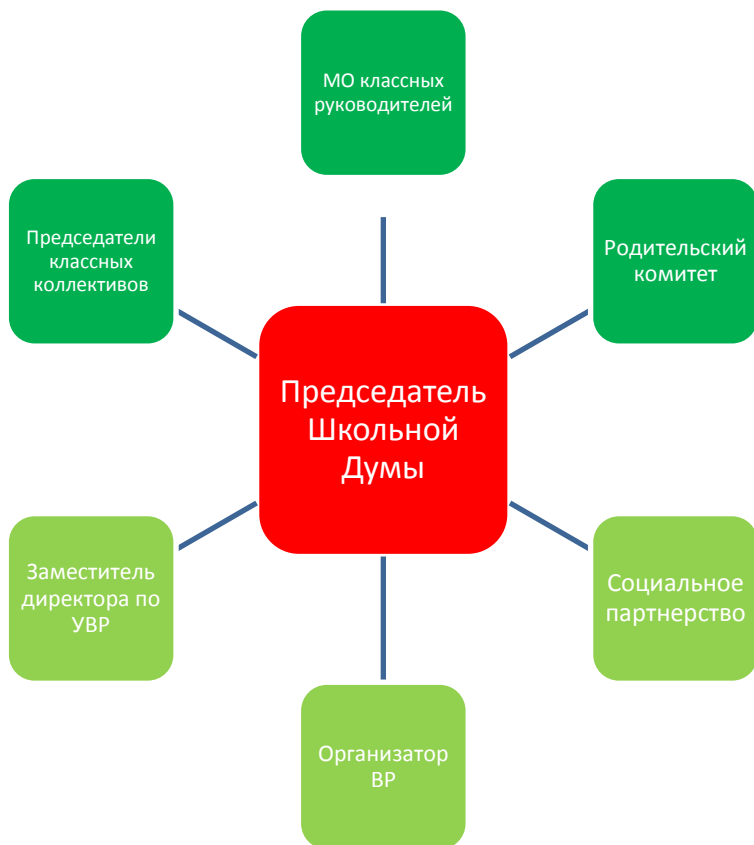 МО классных
руководителей
Председатели
классных
коллективов
Родительский
комитет
Председатель
Школьной
Думы
Заместитель
директора по
УВР
Социальное
партнерство
Организатор
ВР